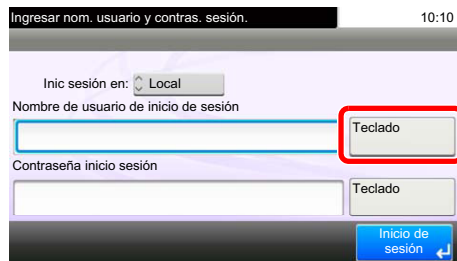 Ingresar nom. usuario y contras. sesión. 10:10
Inic sesión en: Local
Nombre de usuario de inicio de sesión
Teclado
Contraseña inicio sesión
Teclado
Inicio de
sesión